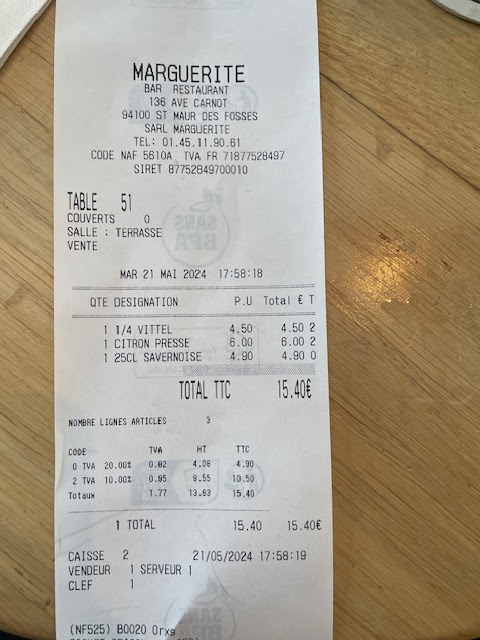 MARGUERITE
BAR RESTAURANT
136 AVE CARNOT
94100 ST MAUR DES FOSSES
SARL MARGUERITE
TEL: 01.45.11.90.61
CODE NAF 5610A TVA FR 71877528497
SIRET 87752849700010
TABLE 51
COUVERTS 0
SALLE : TERRASSE
VENTE
MAR 21 MAI 2024 17:58:18
QTE DESIGNATION P.U Total € T
1 1/4 VITTEL 4.50 4.50 2
1 CITRON PRESSE 6.00 6.00 2
1 25CL SAVERNOISE 4.90 4.90 0
TOTAL TTC 15.40€
NOMBRE LIGNES ARTICLES 3
CODE TVA HT TTC
0 TVA 20.00% 0.82 4.08 4.90
2 TVA 10.00% 0.95 9.55 10.50
Totaux 1.77 13.63 15.40
1 TOTAL 15.40 15.40€
CAISSE 2 21/05/2024 17:58:19
VENDEUR 1 SERVEUR 1
CLEF 1
(NF525) B0020 Orxs